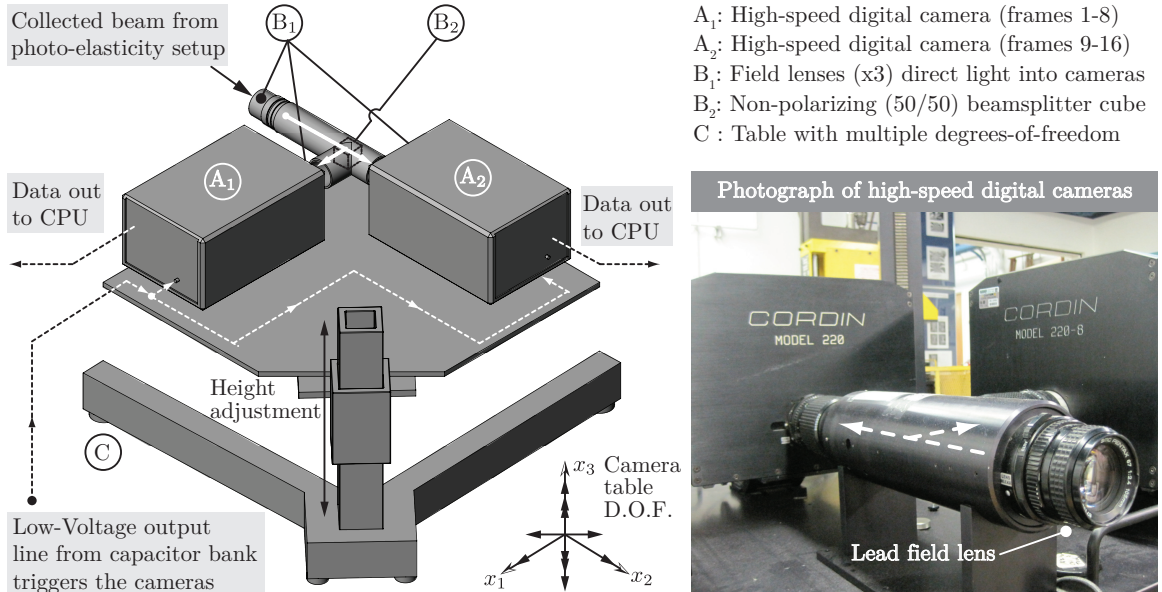 Collected beam from
photo-elasticity setup
B1
B2
A1
A2
Data out
to CPU
Data out
to CPU
Height
adjustment
C
Low-Voltage output
line from capacitor bank
triggers the cameras
x3 Camera
table
D.O.F.
x1
x2
A1: High-speed digital camera (frames 1-8)
A2: High-speed digital camera (frames 9-16)
B1: Field lenses (x3) direct light into cameras
B2: Non-polarizing (50/50) beamsplitter cube
C : Table with multiple degrees-of-freedom
Photograph of high-speed digital cameras
CORDIN
MODEL 220
CORDIN
MODEL 220-8
Lead field lens